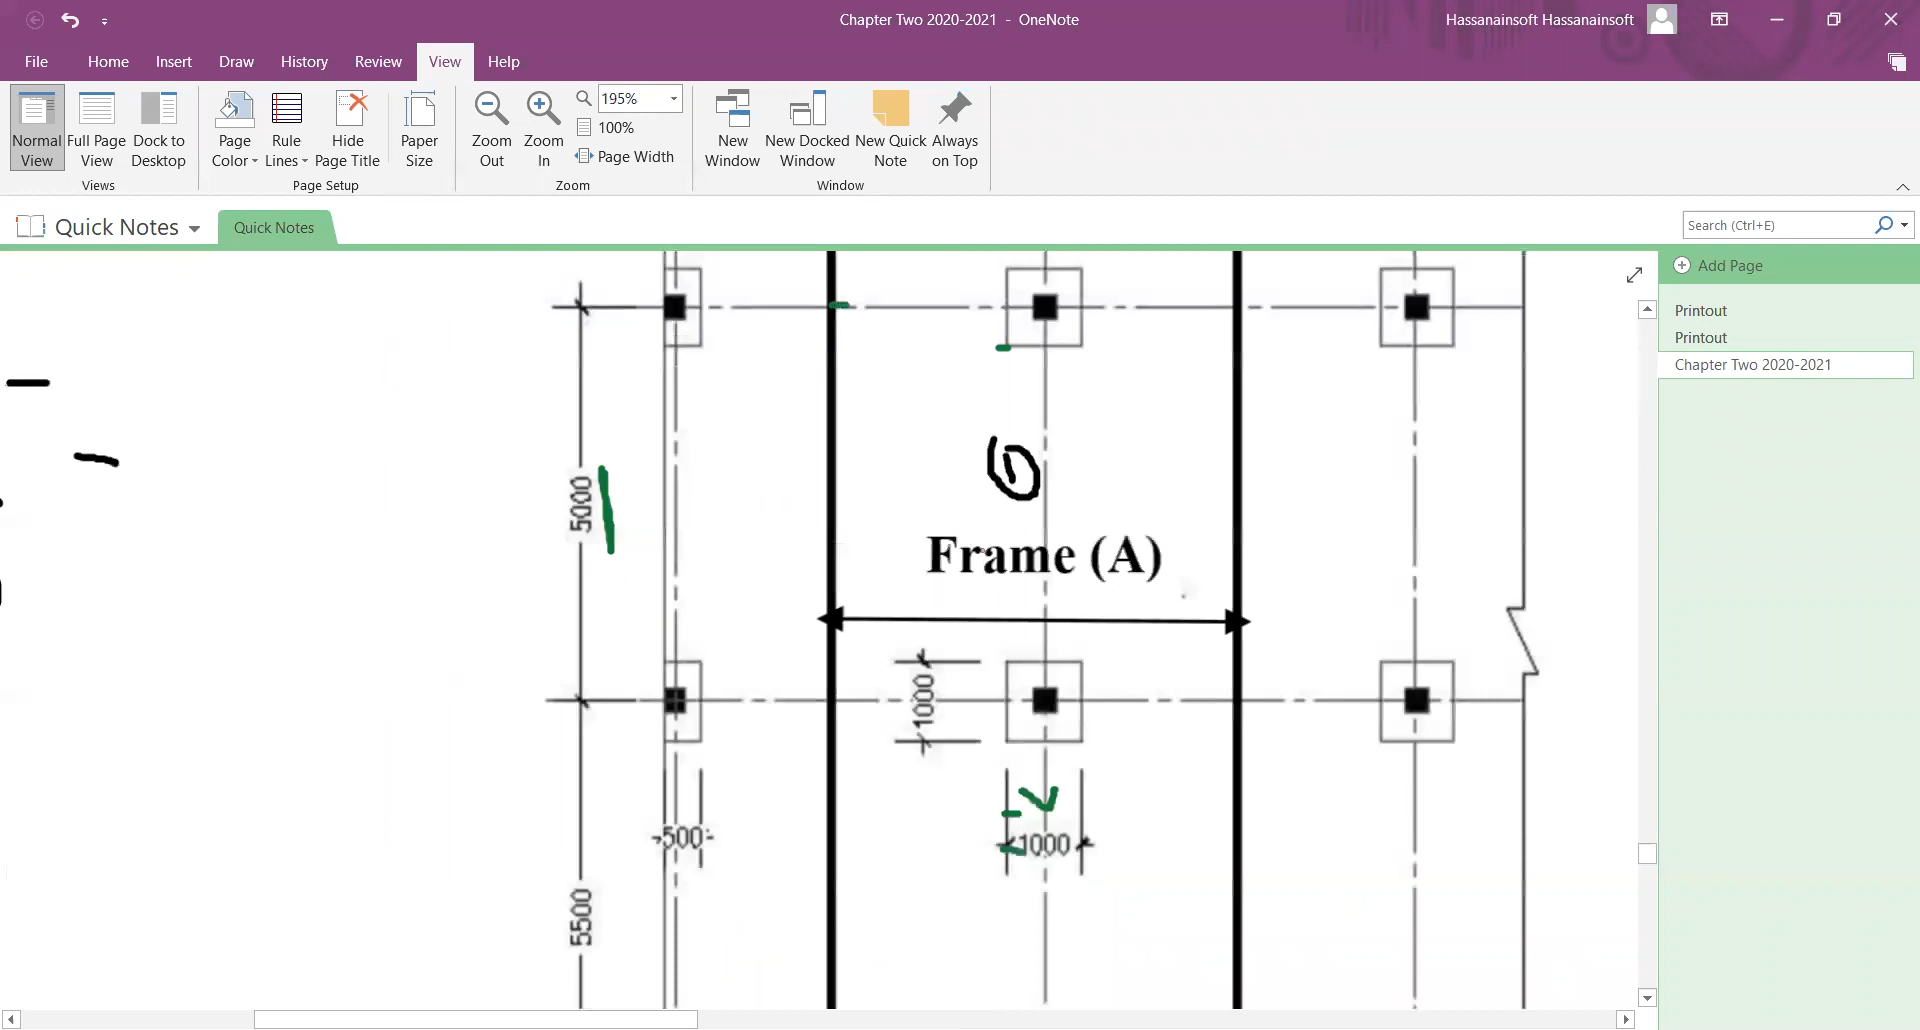 Chapter Two 2020-2021 - OneNote
Hassanainsoft Hassanainsoft
File Home Insert Draw History Review View Help
Normal View
Full Page View
Dock to Desktop
Views
Page Color
Rule Lines
Hide Page Title
Paper Size
Page Setup
Zoom Out
Zoom In
195%
100%
Page Width
Zoom
New Window
New Docked Window
New Quick Note
Always on Top
Window
Quick Notes
Quick Notes
Search (Ctrl+E)
Add Page
Printout
Printout
Chapter Two 2020-2021
5000
Frame (A)
1000
500
1000
5500